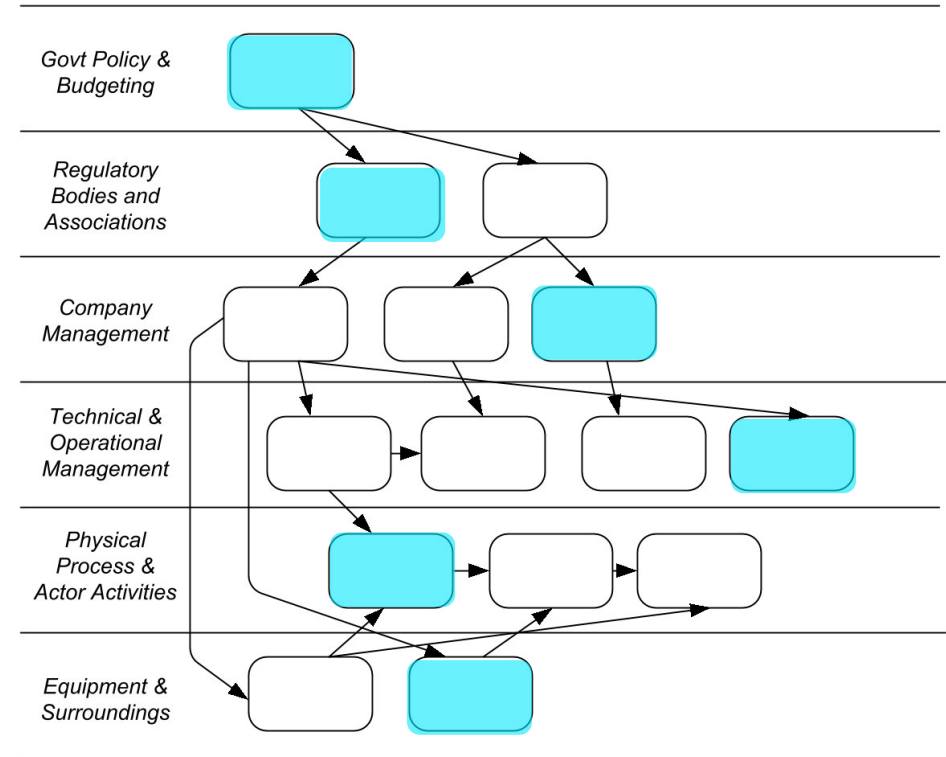 Govt Policy &
Budgeting
Regulatory
Bodies and
Associations
Company
Management
Technical &
Operational
Management
Physical
Process &
Actor Activities
Equipment &
Surroundings